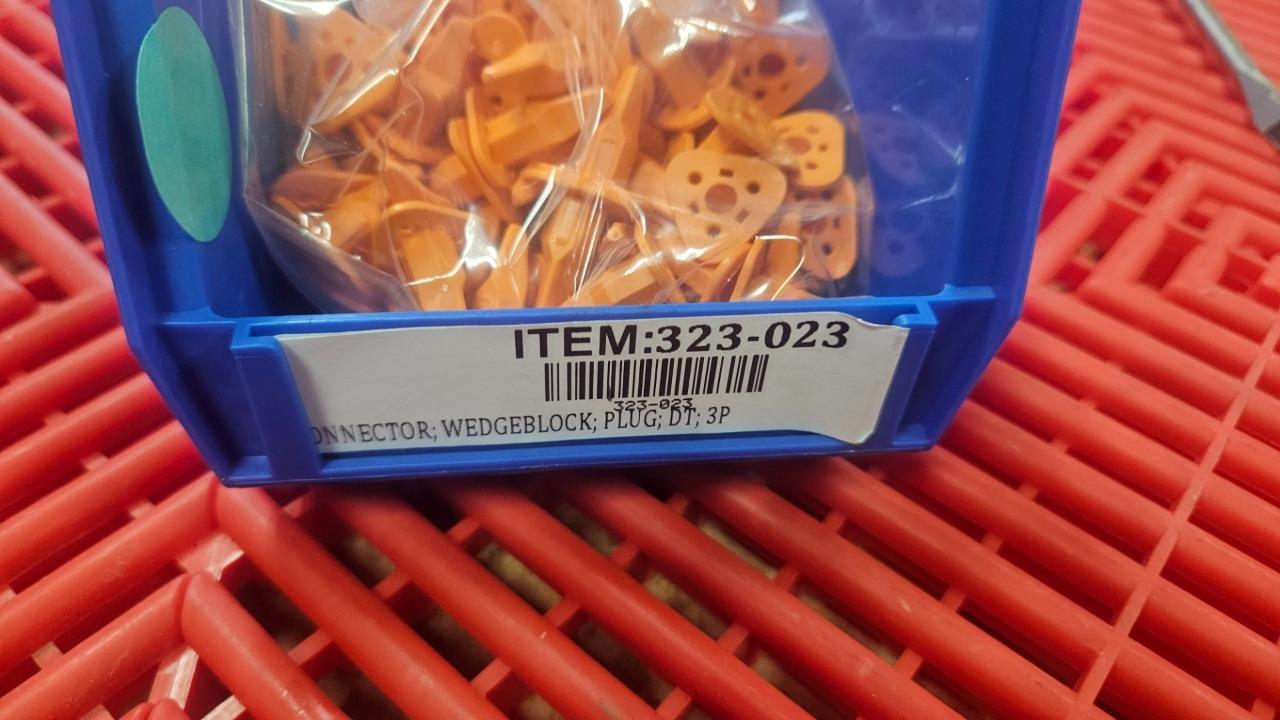 ITEM:323-023
323-023
ONNECTOR; WEDGEBLOCK; PLUG; DT; 3P